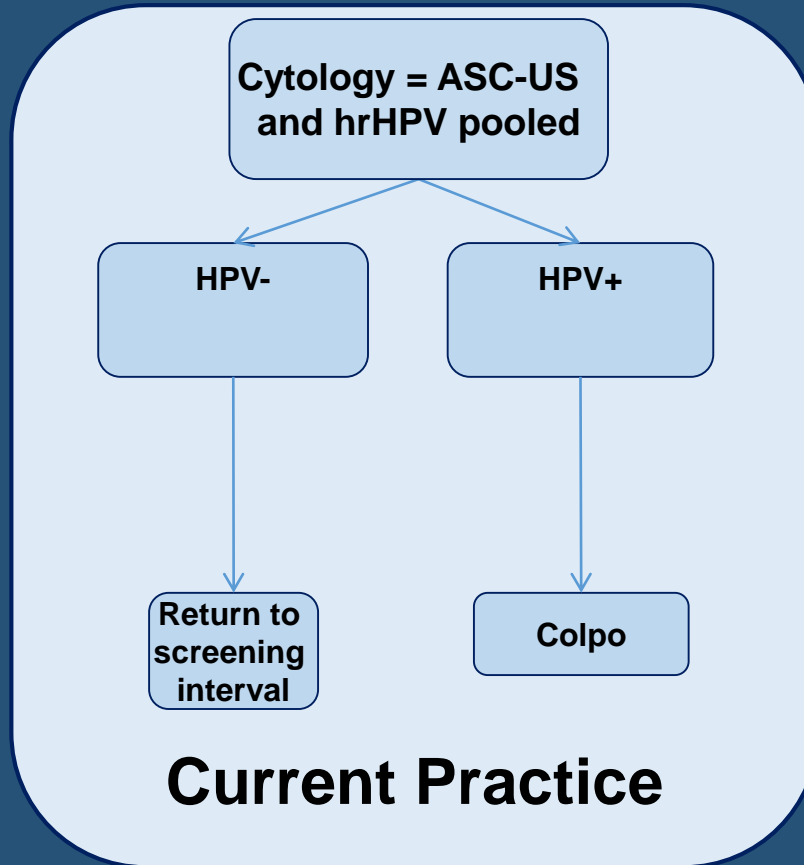 Cytology = ASC-US
and hrHPV pooled
HPV-
HPV+
Return to
screening
interval
Colpo
Current Practice